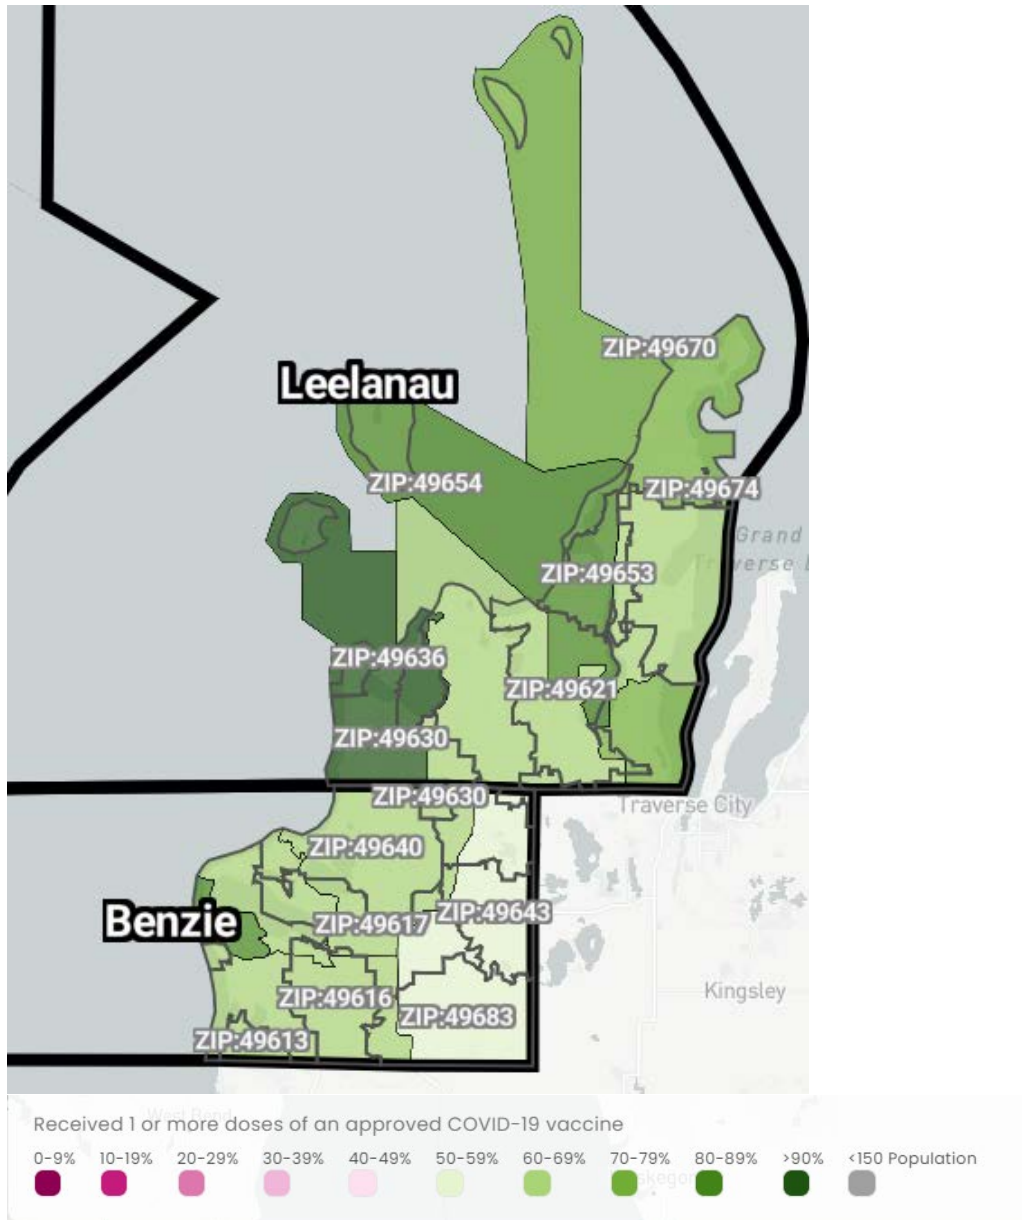 ZIP:49670
Leelanau
ZIP:49654
ZIP:49674
Grand
ZIP:49653
ZIP:49636
ZIP:49621
ZIP:49630
ZIP:49630
Traverse City
ZIP:49640
ZIP:49643
Benzie
ZIP:49617
Kingsley
ZIP:49616
ZIP:49683
ZIP:49613
West Bend
Received 1 or more doses of an approved COVID-19 vaccine
0-9% 10-19% 20-29% 30-39% 40-49% 50-59% 60-69% 70-79% 80-89% >90% <150 Population